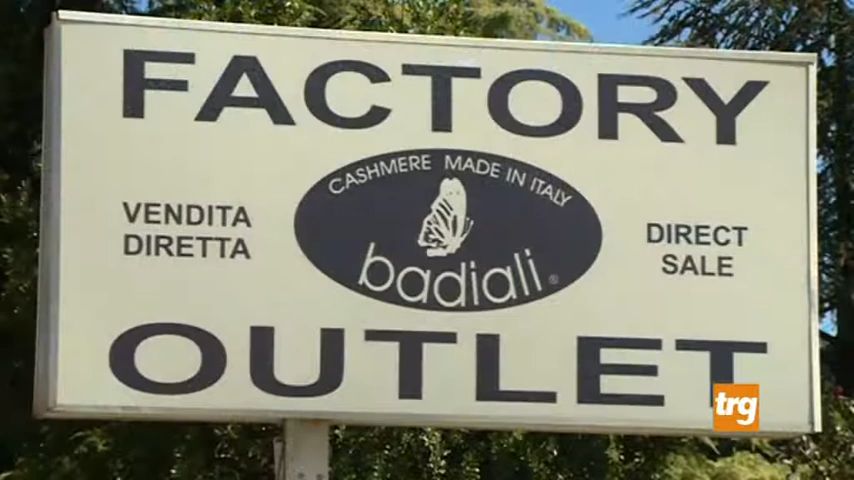 FACTORY
CASHMERE MADE IN ITALY
VENDITA
DIRETTA
badiali®
DIRECT
SALE
OUTLET
trg